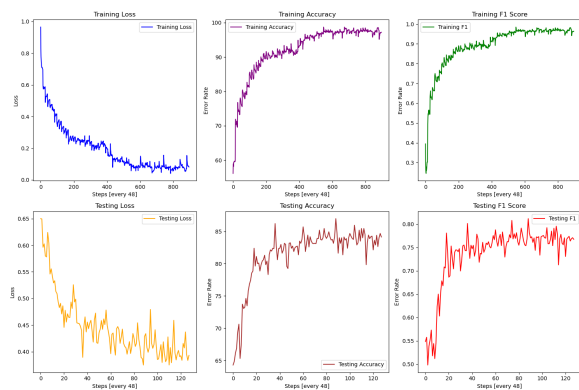 Training Loss
Training Accuracy
Training F1 Score
Training Loss
Training Accuracy
Training F1
Loss
Error Rate
Error Rate
1.0
0.8
0.6
0.4
0.2
0.0
100
90
80
70
60
0.9
0.8
0.7
0.6
0.5
0.4
0.3
0 200 400 600 800
0 200 400 600 800
0 200 400 600 800
Steps [every 48]
Steps [every 48]
Steps [every 48]
Testing Loss
Testing Accuracy
Testing F1 Score
Testing Loss
Testing Accuracy
Testing F1
Loss
Error Rate
Error Rate
0.65
0.60
0.55
0.50
0.45
0.40
85
80
75
70
65
0.80
0.75
0.70
0.65
0.60
0.55
0.50
0 20 40 60 80 100 120
0 20 40 60 80 100 120
0 20 40 60 80 100 120
Steps [every 48]
Steps [every 48]
Steps [every 48]